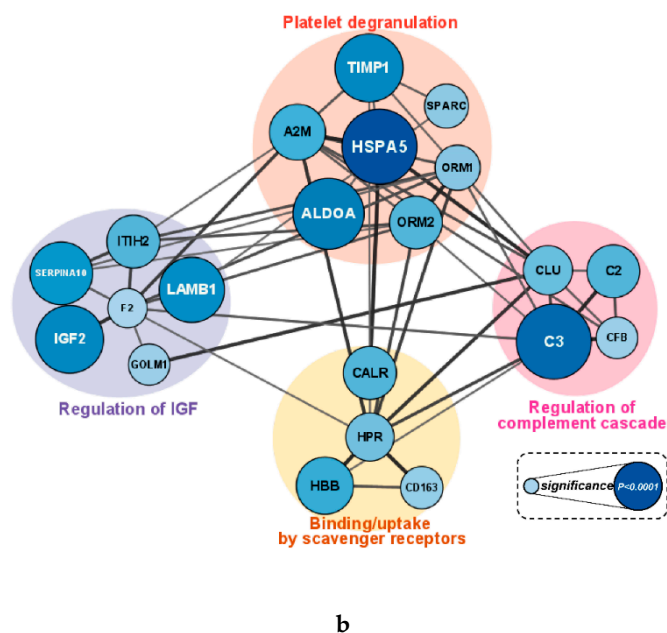 Platelet degranulation
TIMP1
SPARC
A2M
HSPA5
ORM1
ALDOA
ORM2
ITIH2
SERPINA10
LAMB1
F2
IGF2
GOLM1
Regulation of IGF
CLU
C2
C3
CFB
Regulation of
complement cascade
CALR
HPR
HBB
CD163
Binding/uptake
by scavenger receptors
significance
P<0.0001
b